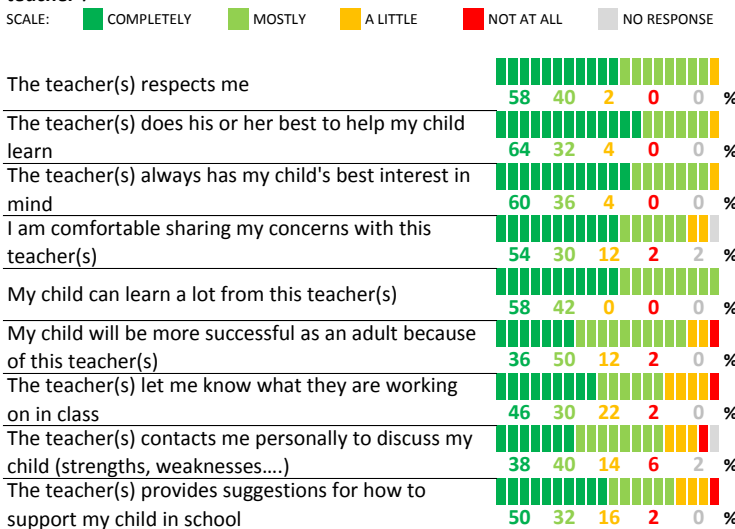 teacher?
SCALE: COMPLETELY MOSTLY A LITTLE NOT AT ALL NO RESPONSE
The teacher(s) respects me
58 40 2 0 0 %
The teacher(s) does his or her best to help my child
learn
64 32 4 0 0 %
The teacher(s) always has my child's best interest in
mind
60 36 4 0 0 %
I am comfortable sharing my concerns with this
teacher(s)
54 30 12 2 2 %
My child can learn a lot from this teacher(s)
58 42 0 0 0 %
My child will be more successful as an adult because
of this teacher(s)
36 50 12 2 0 %
The teacher(s) let me know what they are working
on in class
46 30 22 2 0 %
The teacher(s) contacts me personally to discuss my
child (strengths, weaknesses....)
38 40 14 6 2 %
The teacher(s) provides suggestions for how to
support my child in school
50 32 16 2 0 %